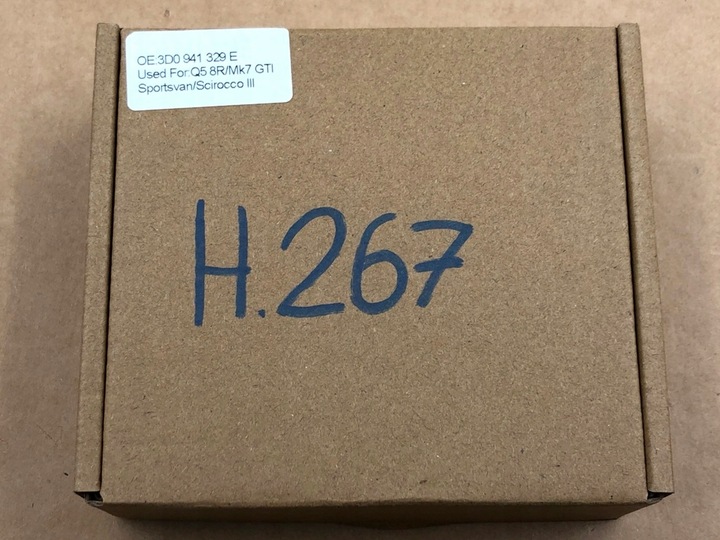 OE:3D0 941 329 E
Used For:Q5 8R/Mk7 GTI
Sportsvan/Scirocco III
H.267